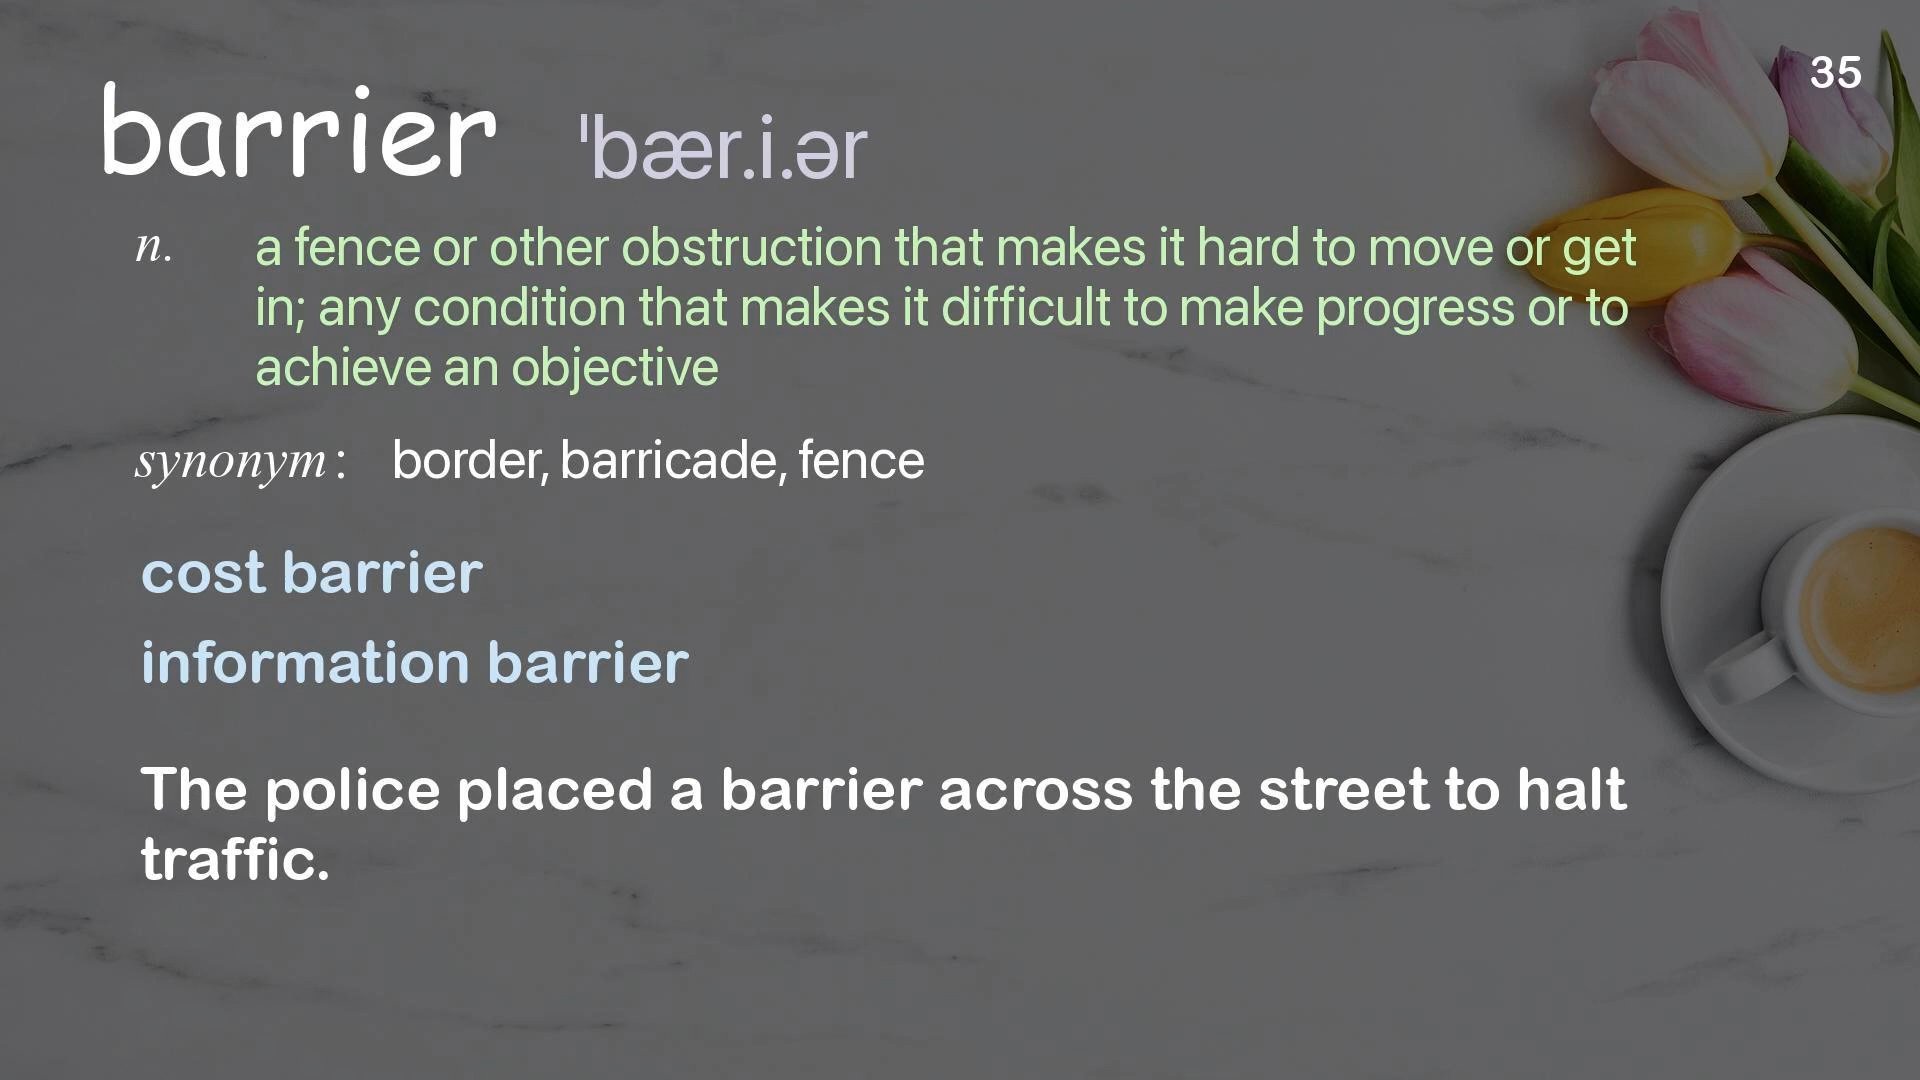 35
barrier ˈbær.i.ər
n. a fence or other obstruction that makes it hard to move or get
in; any condition that makes it difficult to make progress or to
achieve an objective
synonym : border, barricade, fence
cost barrier
information barrier
The police placed a barrier across the street to halt
traffic.